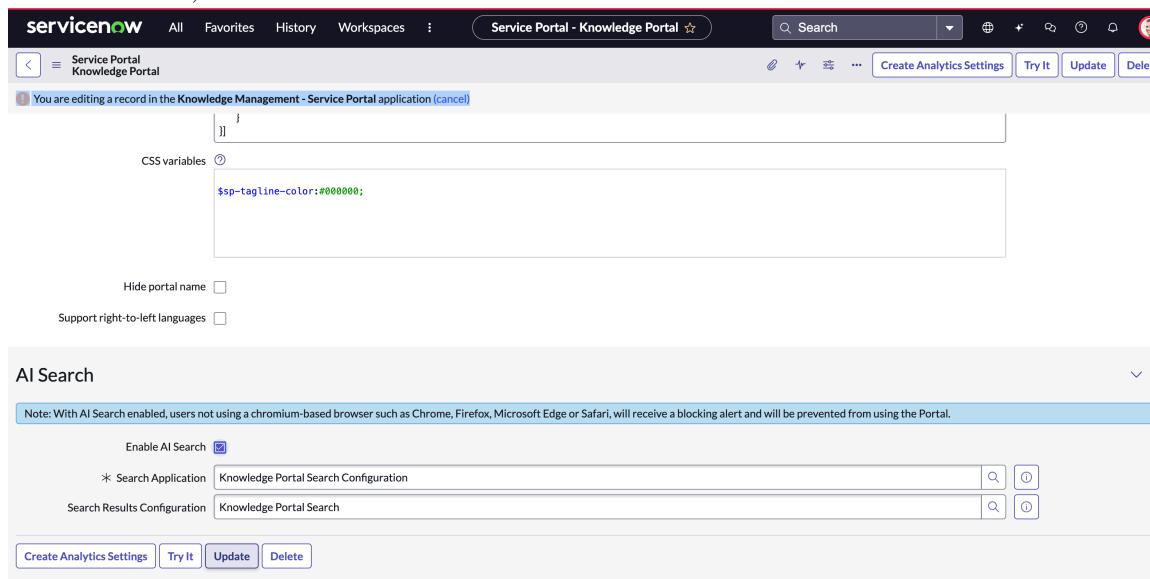 servicenow All Favorites History Workspaces Service Portal - Knowledge Portal Search
Service Portal
Knowledge Portal
Create Analytics Settings Try It Update Dele
You are editing a record in the Knowledge Management - Service Portal application (cancel)
}
}]
CSS variables
$sp-tagline-color:#000000;
Hide portal name
Support right-to-left languages
AI Search
Note: With AI Search enabled, users not using a chromium-based browser such as Chrome, Firefox, Microsoft Edge or Safari, will receive a blocking alert and will be prevented from using the Portal.
Enable AI Search
Search Application Knowledge Portal Search Configuration
Search Results Configuration Knowledge Portal Search
Create Analytics Settings Try It Update Delete